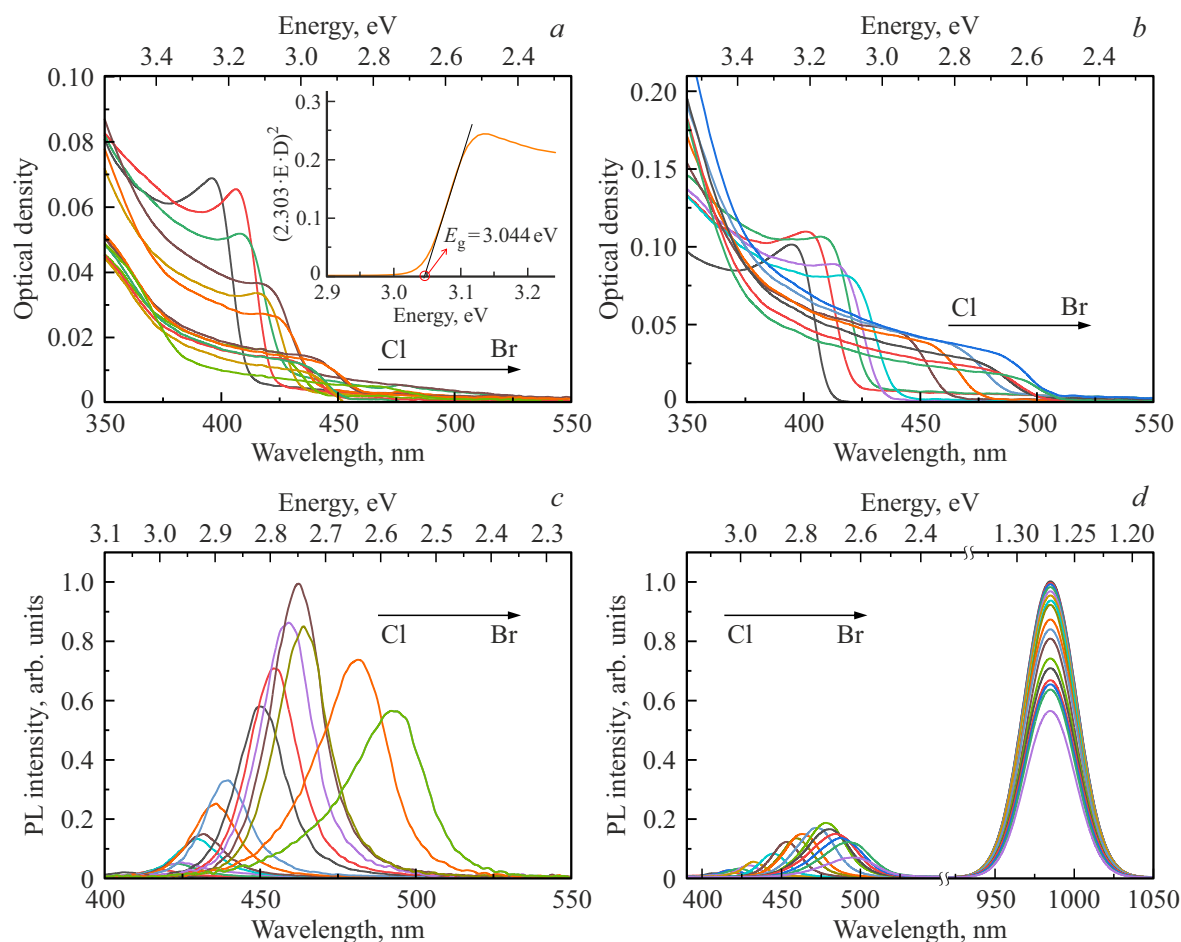 Energy, eV
a
3.4 3.2 3.0 2.8 2.6 2.4
0.10
0.08
0.06
0.04
0.02
0
Optical density
0.3
0.2
0.1
0
(2.303·E·D)²
E_g = 3.044 eV
2.9 3.0 3.1 3.2
Energy, eV
Cl Br
350 400 450 500 550
Wavelength, nm
Energy, eV
b
3.4 3.2 3.0 2.8 2.6 2.4
0.20
0.15
0.10
0.05
0
Optical density
Cl Br
350 400 450 500 550
Wavelength, nm
Energy, eV
c
3.1 3.0 2.9 2.8 2.7 2.6 2.5 2.4 2.3
1.0
0.8
0.6
0.4
0.2
0
PL intensity, arb. units
Cl Br
400 450 500 550
Wavelength, nm
Energy, eV
d
3.0 2.8 2.6 2.4 1.30 1.25 1.20
1.0
0.8
0.6
0.4
0.2
0
PL intensity, arb. units
Cl Br
400 450 500 950 1000 1050
Wavelength, nm